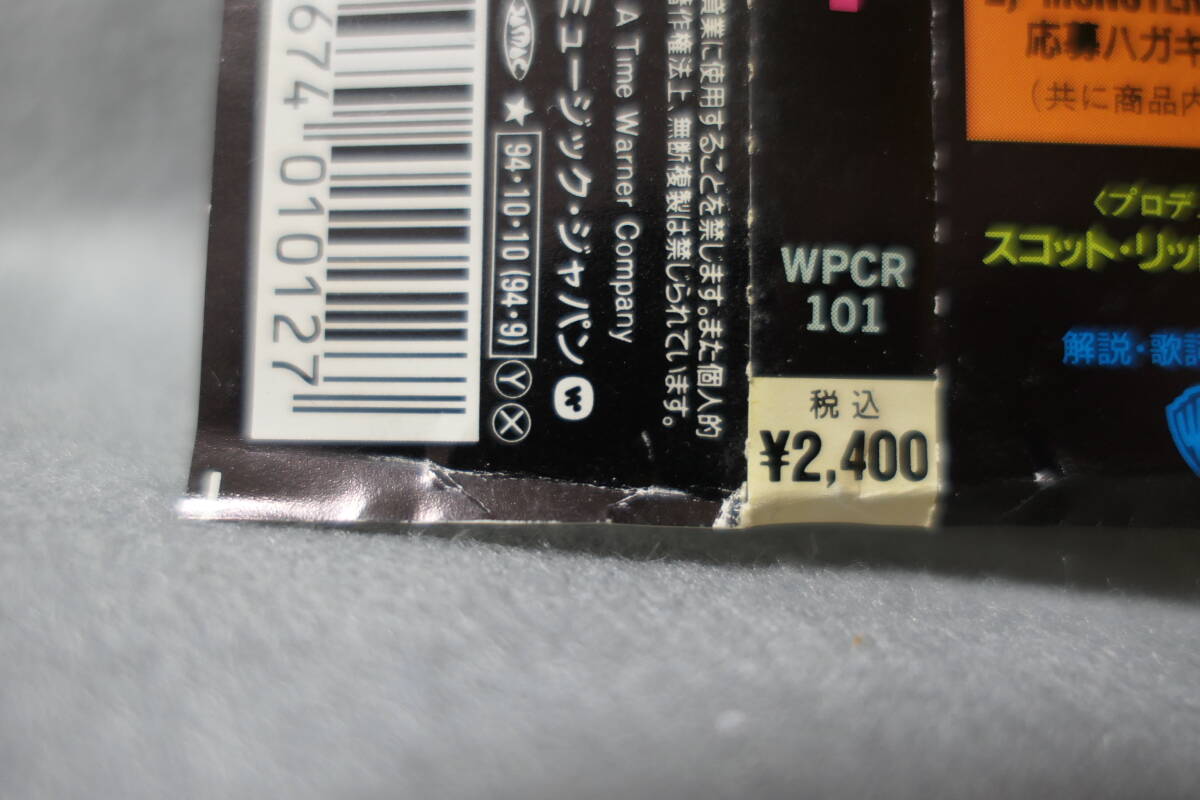 674 010127
★ 94・10・10 (94・9) Ⓨ Ⓧ
ミュージック・ジャパン
A Time Warner Company
著作権法上、無断複製は禁じられています。
営業に使用することを禁じます。また個人的
WPCR
101
税込
¥2,400
応募ハガキ
(共に商品内
〈プロデ
スコット・リッ
解説・歌詞